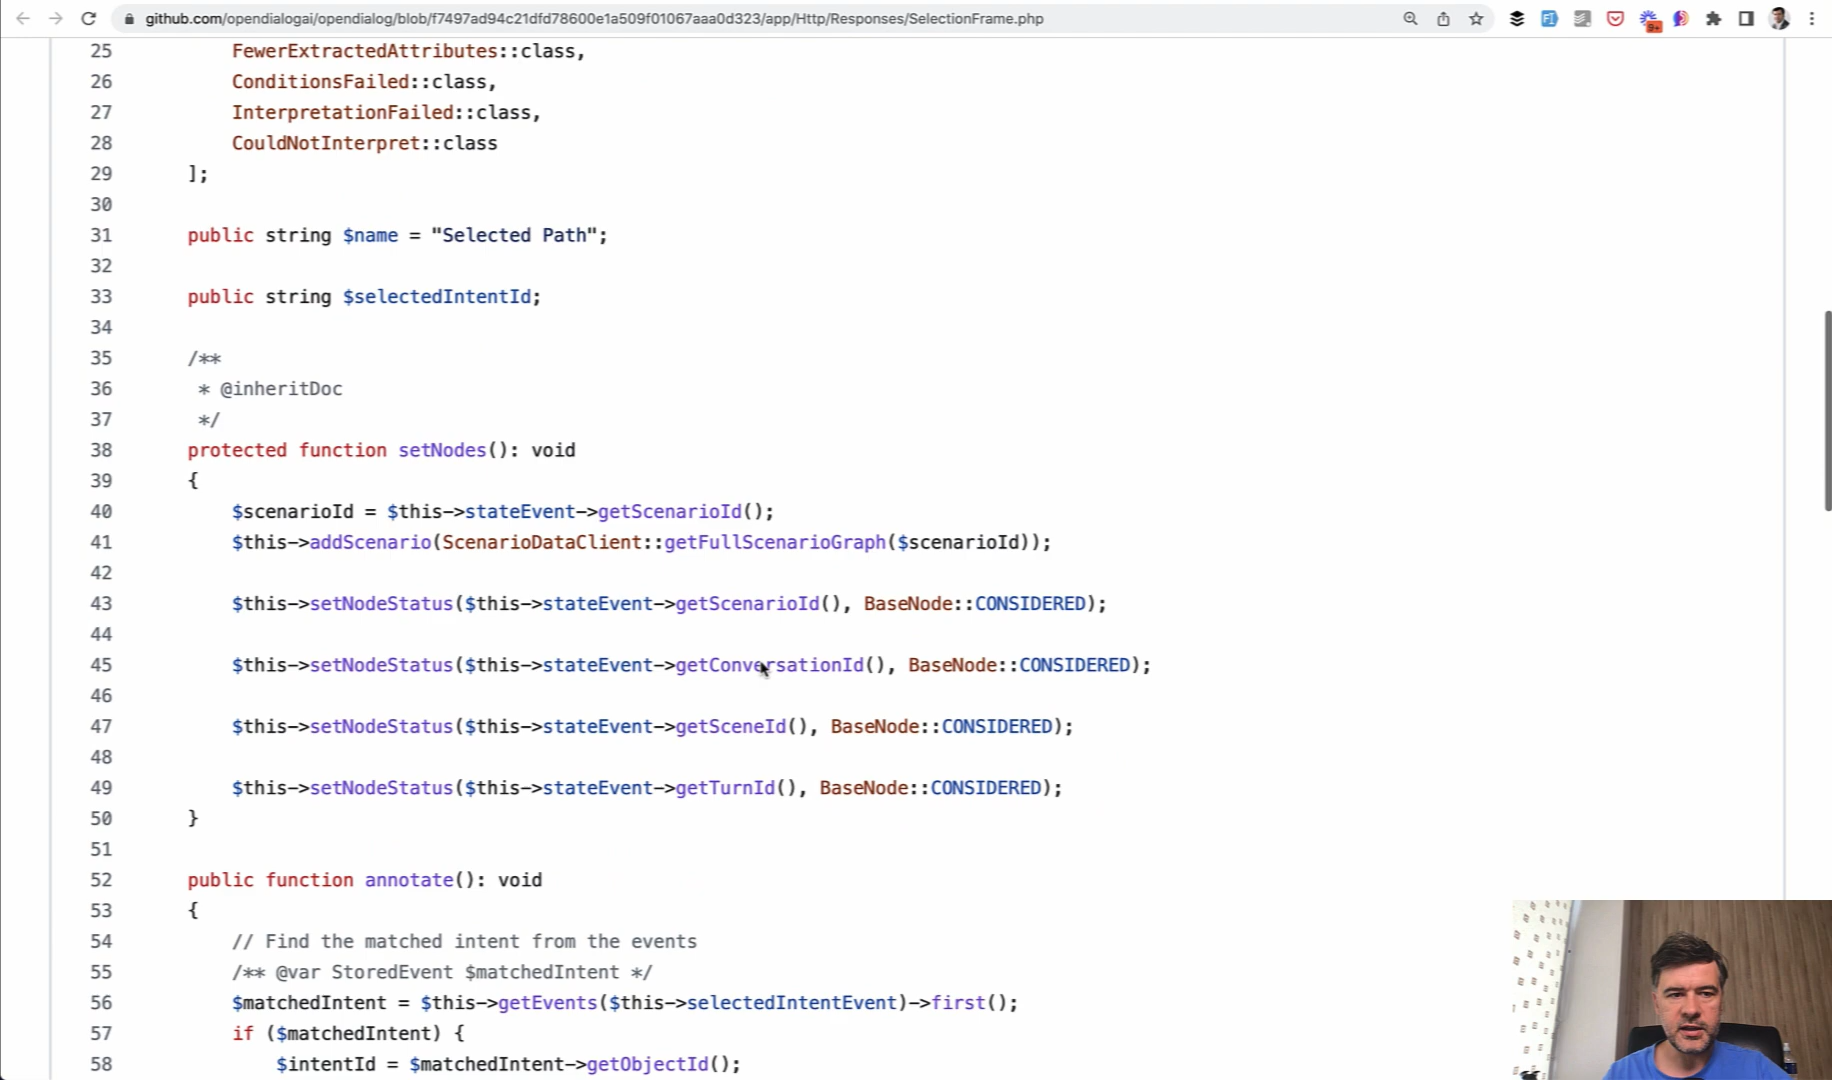 github.com/opendialogai/opendialog/blob/f7497ad94c21dfd78600e1a509f01067aaa0d323/app/Http/Responses/SelectionFrame.php
9+
25 FewerExtractedAttributes::class,
26 ConditionsFailed::class,
27 InterpretationFailed::class,
28 CouldNotInterpret::class
29 ];
30
31 public string $name = "Selected Path";
32
33 public string $selectedIntentId;
34
35 /**
36 * @inheritDoc
37 */
38 protected function setNodes(): void
39 {
40 $scenarioId = $this->stateEvent->getScenarioId();
41 $this->addScenario(ScenarioDataClient::getFullScenarioGraph($scenarioId));
42
43 $this->setNodeStatus($this->stateEvent->getScenarioId(), BaseNode::CONSIDERED);
44
45 $this->setNodeStatus($this->stateEvent->getConversationId(), BaseNode::CONSIDERED);
46
47 $this->setNodeStatus($this->stateEvent->getSceneId(), BaseNode::CONSIDERED);
48
49 $this->setNodeStatus($this->stateEvent->getTurnId(), BaseNode::CONSIDERED);
50 }
51
52 public function annotate(): void
53 {
54 // Find the matched intent from the events
55 /** @var StoredEvent $matchedIntent */
56 $matchedIntent = $this->getEvents($this->selectedIntentEvent)->first();
57 if ($matchedIntent) {
58 $intentId = $matchedIntent->getObjectId();